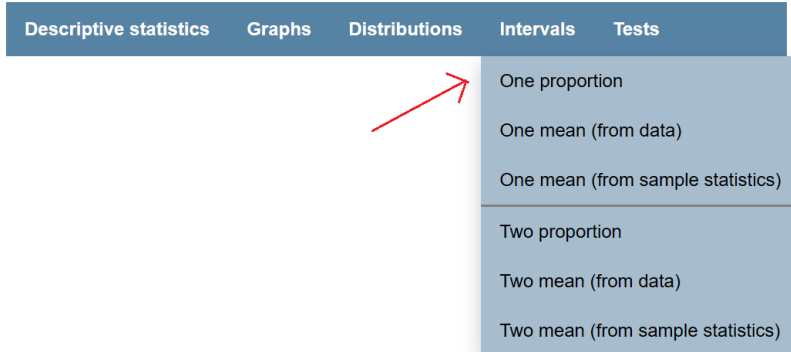 Descriptive statistics Graphs Distributions Intervals Tests
One proportion
One mean (from data)
One mean (from sample statistics)
Two proportion
Two mean (from data)
Two mean (from sample statistics)